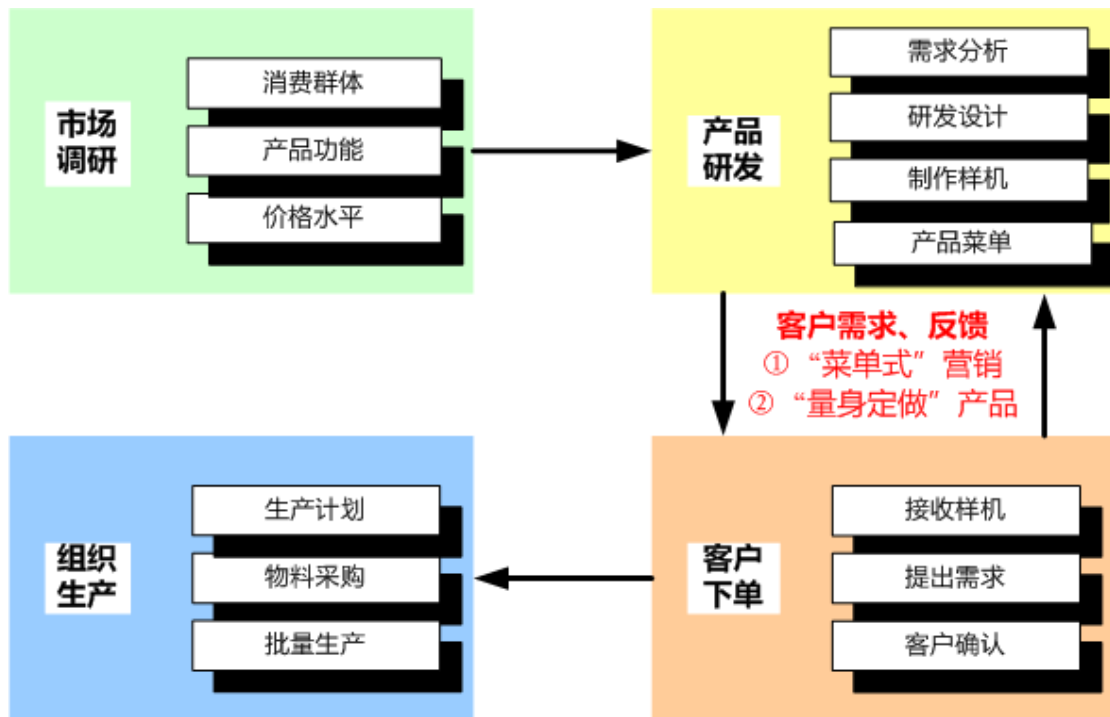 市场
调研
消费群体
产品功能
价格水平
产品
研发
需求分析
研发设计
制作样机
产品菜单
客户需求、反馈
① “菜单式” 营销
② “量身定做” 产品
组织
生产
生产计划
物料采购
批量生产
客户
下单
接收样机
提出需求
客户确认